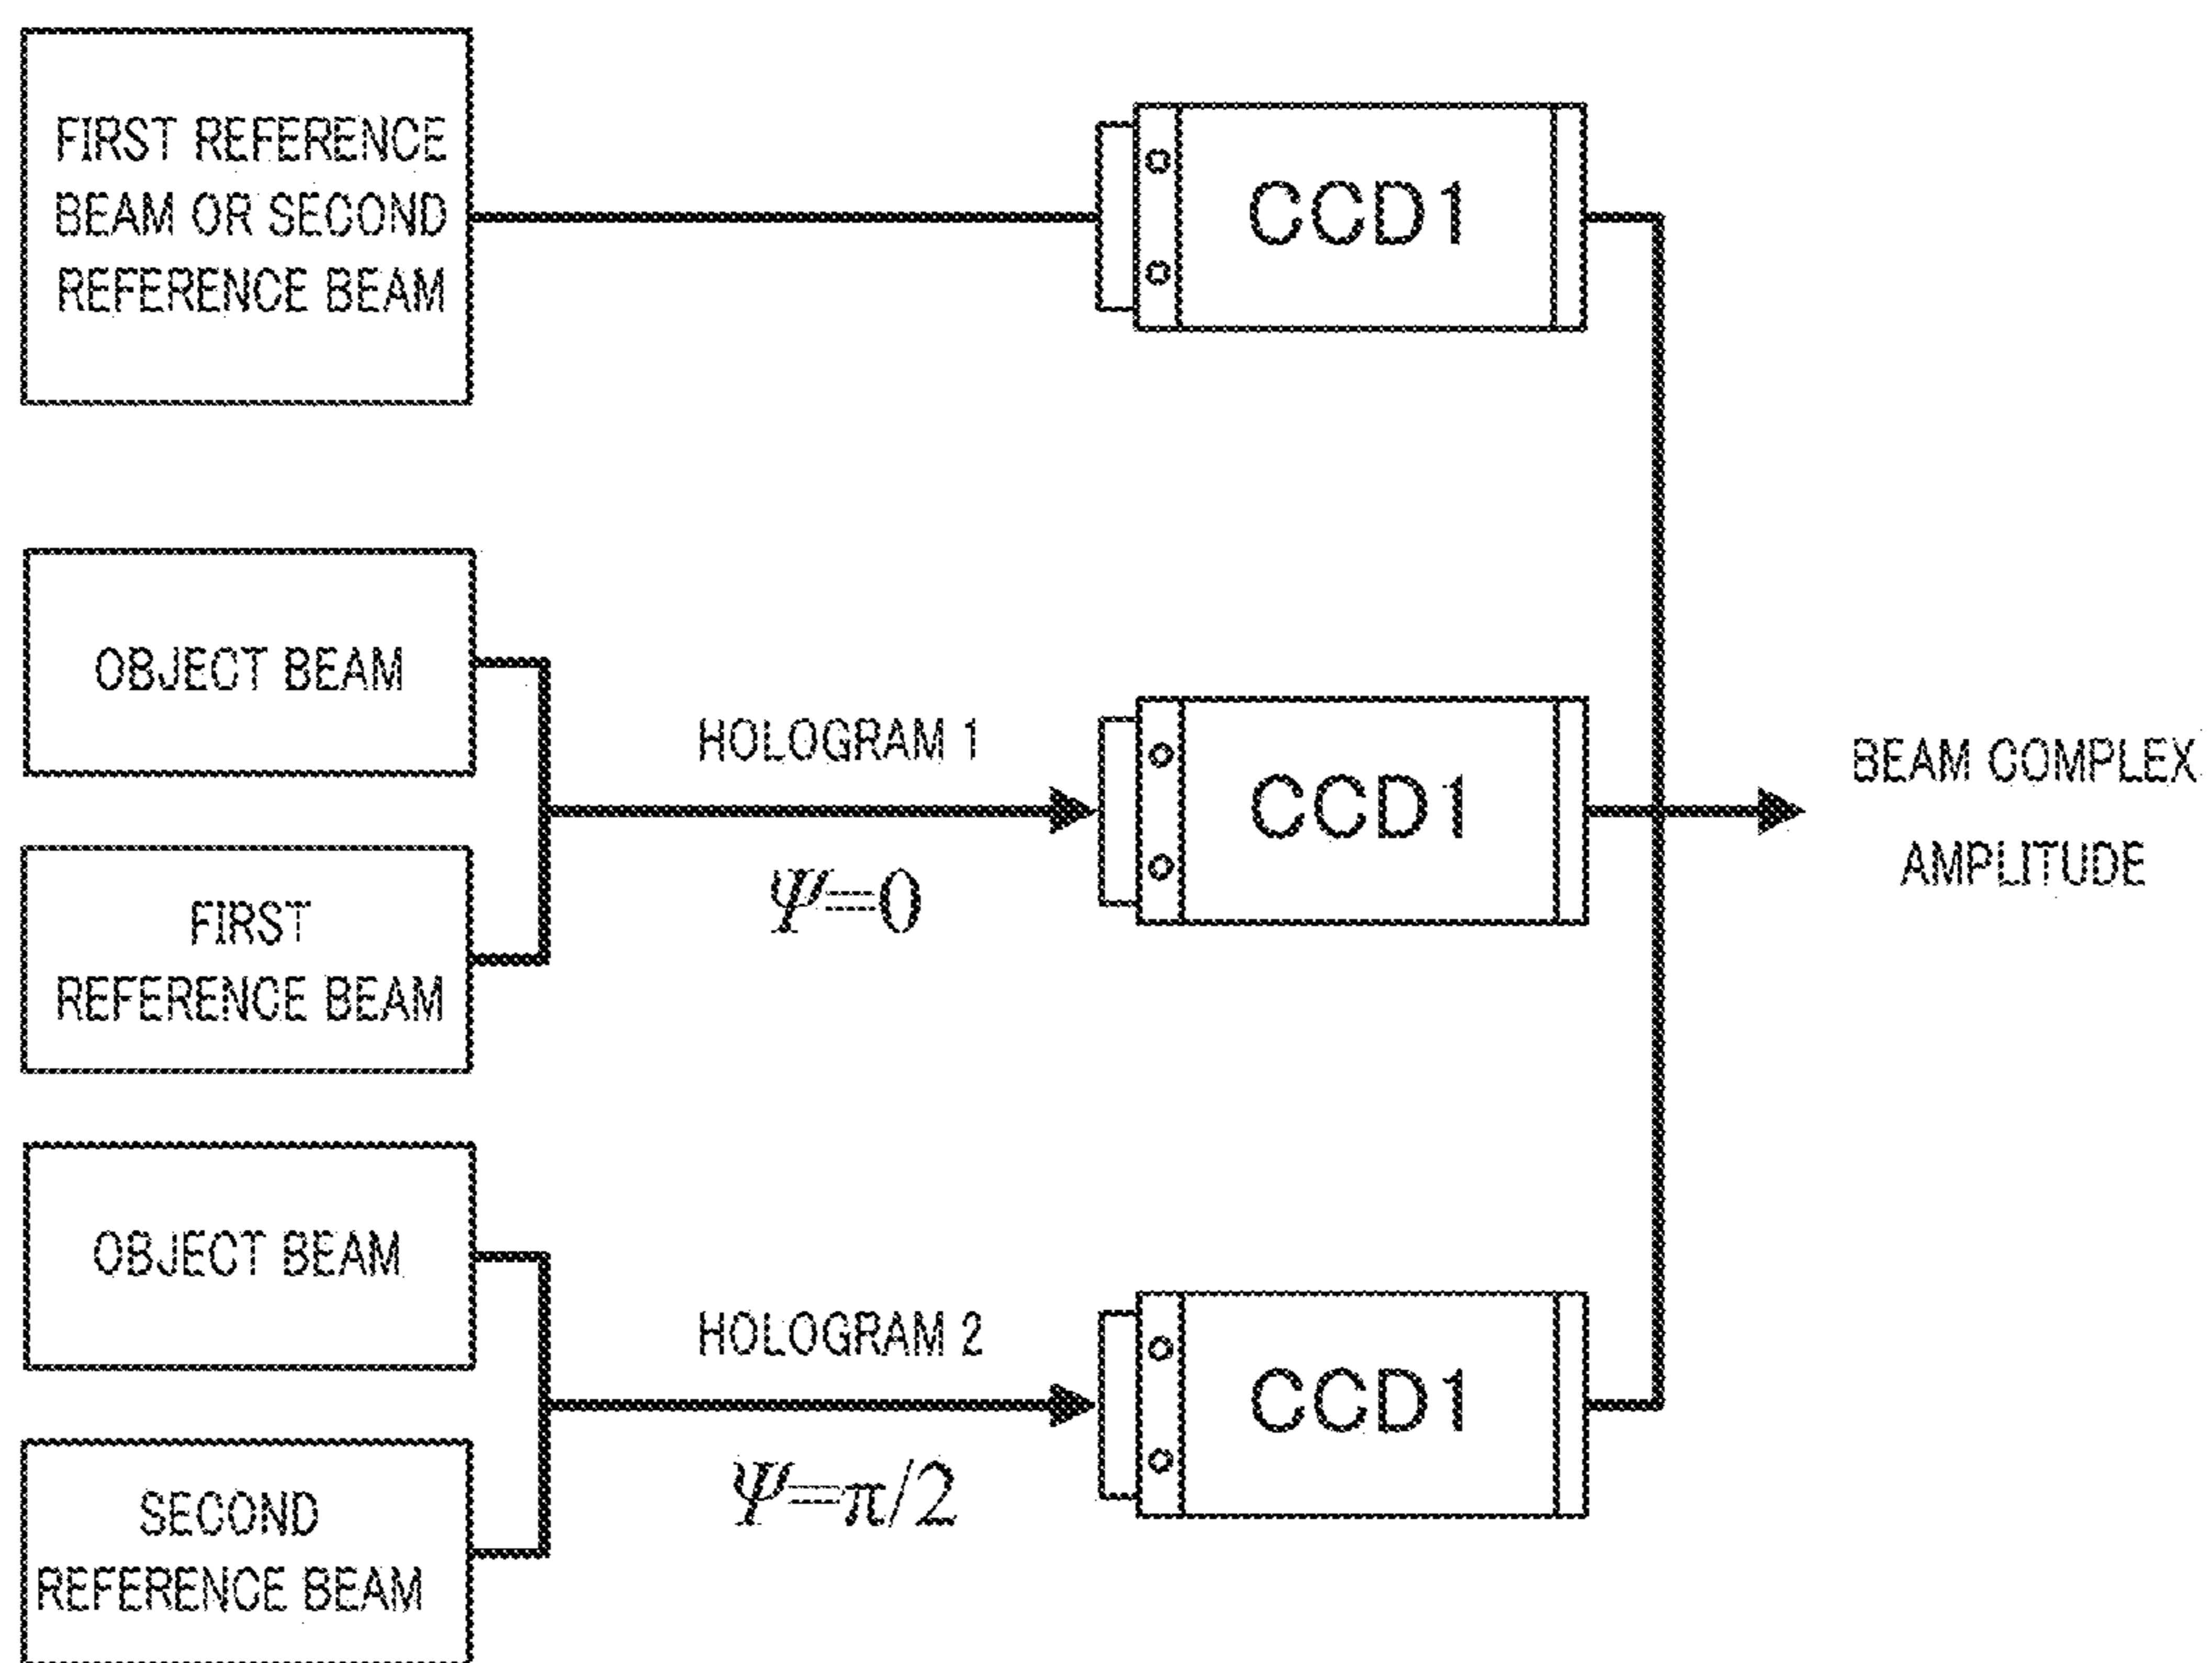 FIRST REFERENCE
BEAM OR SECOND
REFERENCE BEAM
CCD1
OBJECT BEAM
FIRST
REFERENCE BEAM
HOLOGRAM 1
Ψ=0
CCD1
BEAM COMPLEX
AMPLITUDE
OBJECT BEAM
SECOND
REFERENCE BEAM
HOLOGRAM 2
Ψ=π/2
CCD1